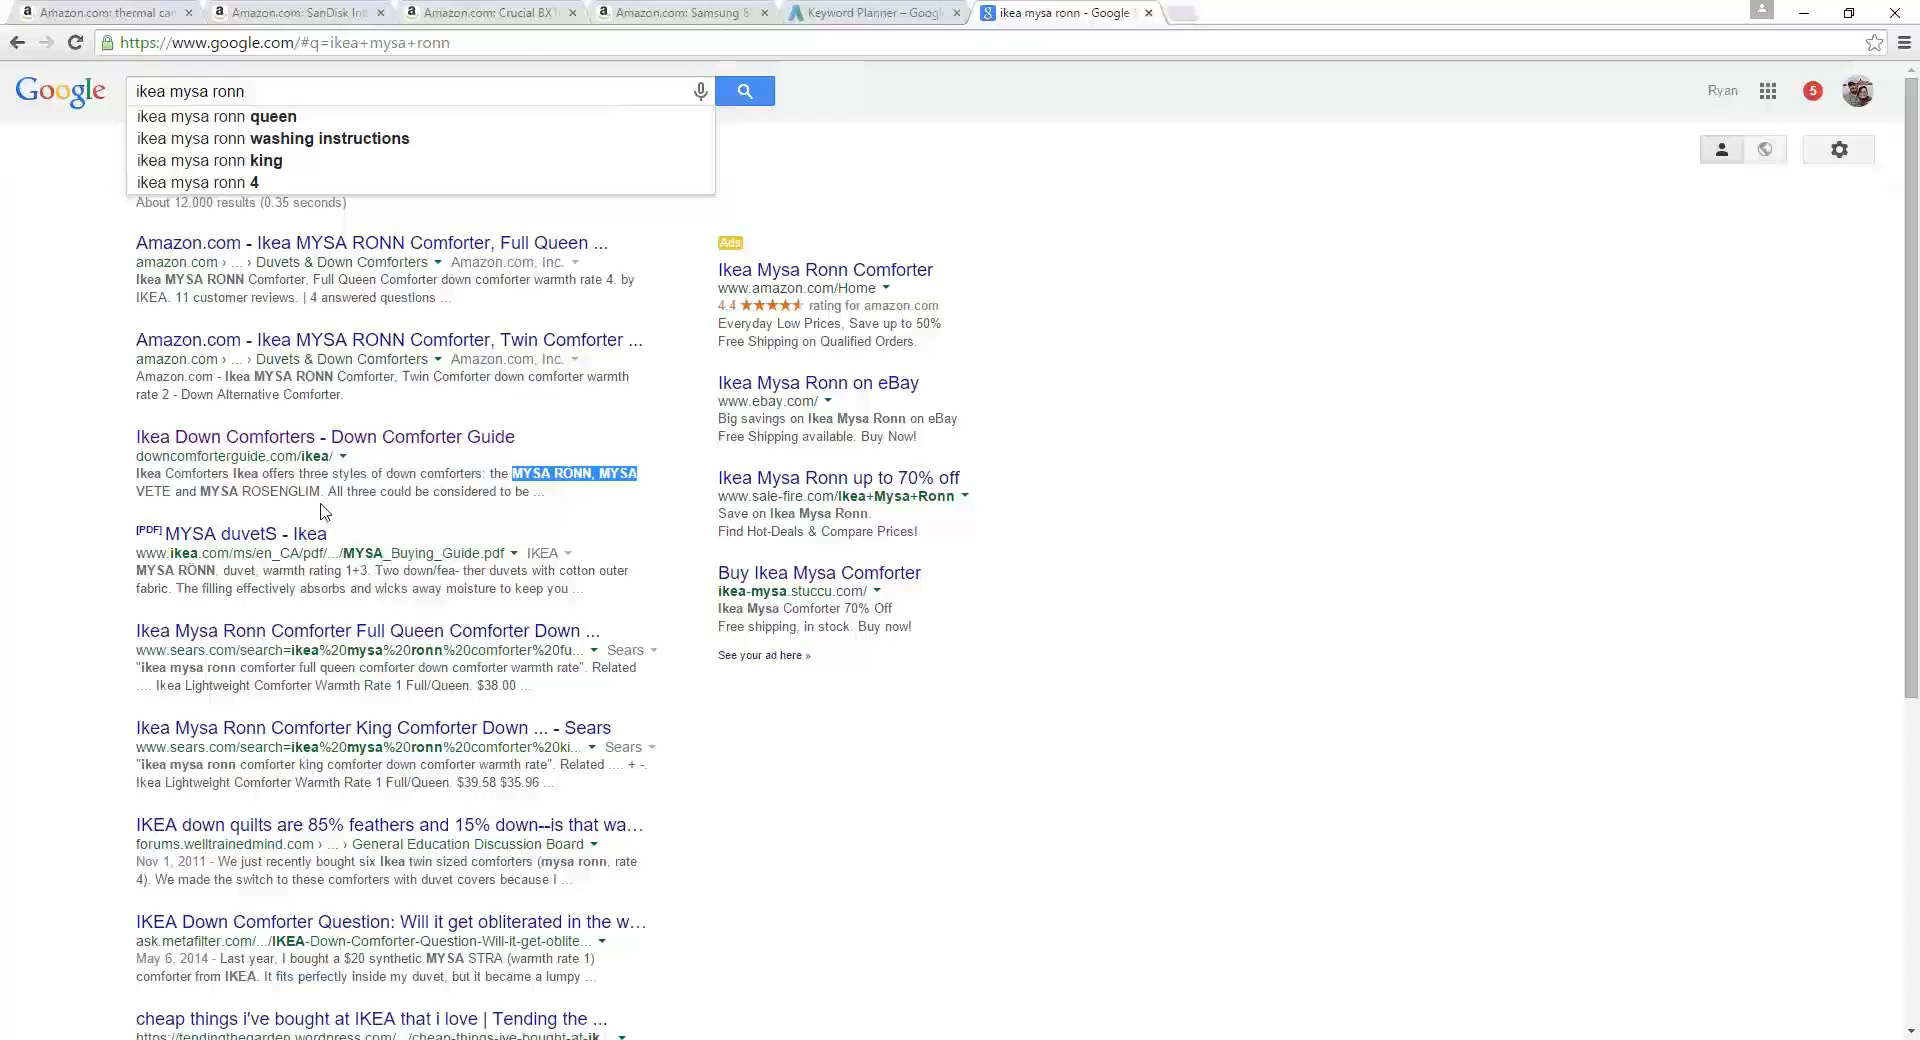 Amazon.com: thermal ca
Amazon.com: SanDisk Int
Amazon.com: Crucial BX1
Amazon.com: Samsung 8
Keyword Planner – Googl
ikea mysa ronn - Google S
https://www.google.com/#q=ikea+mysa+ronn
Google
ikea mysa ronn
Ryan
5
ikea mysa ronn queen
ikea mysa ronn washing instructions
ikea mysa ronn king
ikea mysa ronn 4
About 12,000 results (0.35 seconds)
Amazon.com - Ikea MYSA RONN Comforter, Full Queen ...
amazon.com › ... › Duvets & Down Comforters Amazon.com, Inc.
Ikea MYSA RONN Comforter, Full Queen Comforter down comforter warmth rate 4. by
IKEA. 11 customer reviews. | 4 answered questions ...
Amazon.com - Ikea MYSA RONN Comforter, Twin Comforter ...
amazon.com › ... › Duvets & Down Comforters Amazon.com, Inc.
Amazon.com - Ikea MYSA RONN Comforter, Twin Comforter down comforter warmth
rate 2 - Down Alternative Comforter.
Ikea Down Comforters - Down Comforter Guide
downcomforterguide.com/ikea/
Ikea Comforters Ikea offers three styles of down comforters: the MYSA RÖNN, MYSA
VETE and MYSA ROSENGLIM. All three could be considered to be ...
[PDF] MYSA duvetS - Ikea
www.ikea.com/ms/en_CA/pdf/.../MYSA_Buying_Guide.pdf IKEA
MYSA RÖNN, duvet, warmth rating 1+3. Two down/fea- ther duvets with cotton outer
fabric. The filling effectively absorbs and wicks away moisture to keep you ...
Ikea Mysa Ronn Comforter Full Queen Comforter Down ...
www.sears.com/search=ikea%20mysa%20ronn%20comforter%20fu... Sears
"ikea mysa ronn comforter full queen comforter down comforter warmth rate". Related
.... Ikea Lightweight Comforter Warmth Rate 1 Full/Queen. $38.00 ...
Ikea Mysa Ronn Comforter King Comforter Down ... - Sears
www.sears.com/search=ikea%20mysa%20ronn%20comforter%20ki... Sears
"ikea mysa ronn comforter king comforter down comforter warmth rate". Related .... + -.
Ikea Lightweight Comforter Warmth Rate 1 Full/Queen. $39.58 $35.96 ...
IKEA down quilts are 85% feathers and 15% down--is that wa...
forums.welltrainedmind.com › ... › General Education Discussion Board
Nov 1, 2011 - We just recently bought six Ikea twin sized comforters (mysa ronn, rate
4). We made the switch to these comforters with duvet covers because I ...
IKEA Down Comforter Question: Will it get obliterated in the w...
ask.metafilter.com/.../IKEA-Down-Comforter-Question-Will-it-get-oblite...
May 6, 2014 - Last year, I bought a $20 synthetic MYSA STRA (warmth rate 1)
comforter from IKEA. It fits perfectly inside my duvet, but it became a lumpy ...
cheap things i've bought at IKEA that i love | Tending the ...
https://tendingthegarden.wordpress.com/.../cheap-things-ive-bought-at-ik...
Ads
Ikea Mysa Ronn Comforter
www.amazon.com/Home
4.4 ★★★★★ rating for amazon.com
Everyday Low Prices, Save up to 50%
Free Shipping on Qualified Orders.
Ikea Mysa Ronn on eBay
www.ebay.com/
Big savings on Ikea Mysa Ronn on eBay
Free Shipping available. Buy Now!
Ikea Mysa Ronn up to 70% off
www.sale-fire.com/Ikea+Mysa+Ronn
Save on Ikea Mysa Ronn.
Find Hot-Deals & Compare Prices!
Buy Ikea Mysa Comforter
ikea-mysa.stuccu.com/
Ikea Mysa Comforter 70% Off
Free shipping, in stock. Buy now!
See your ad here »